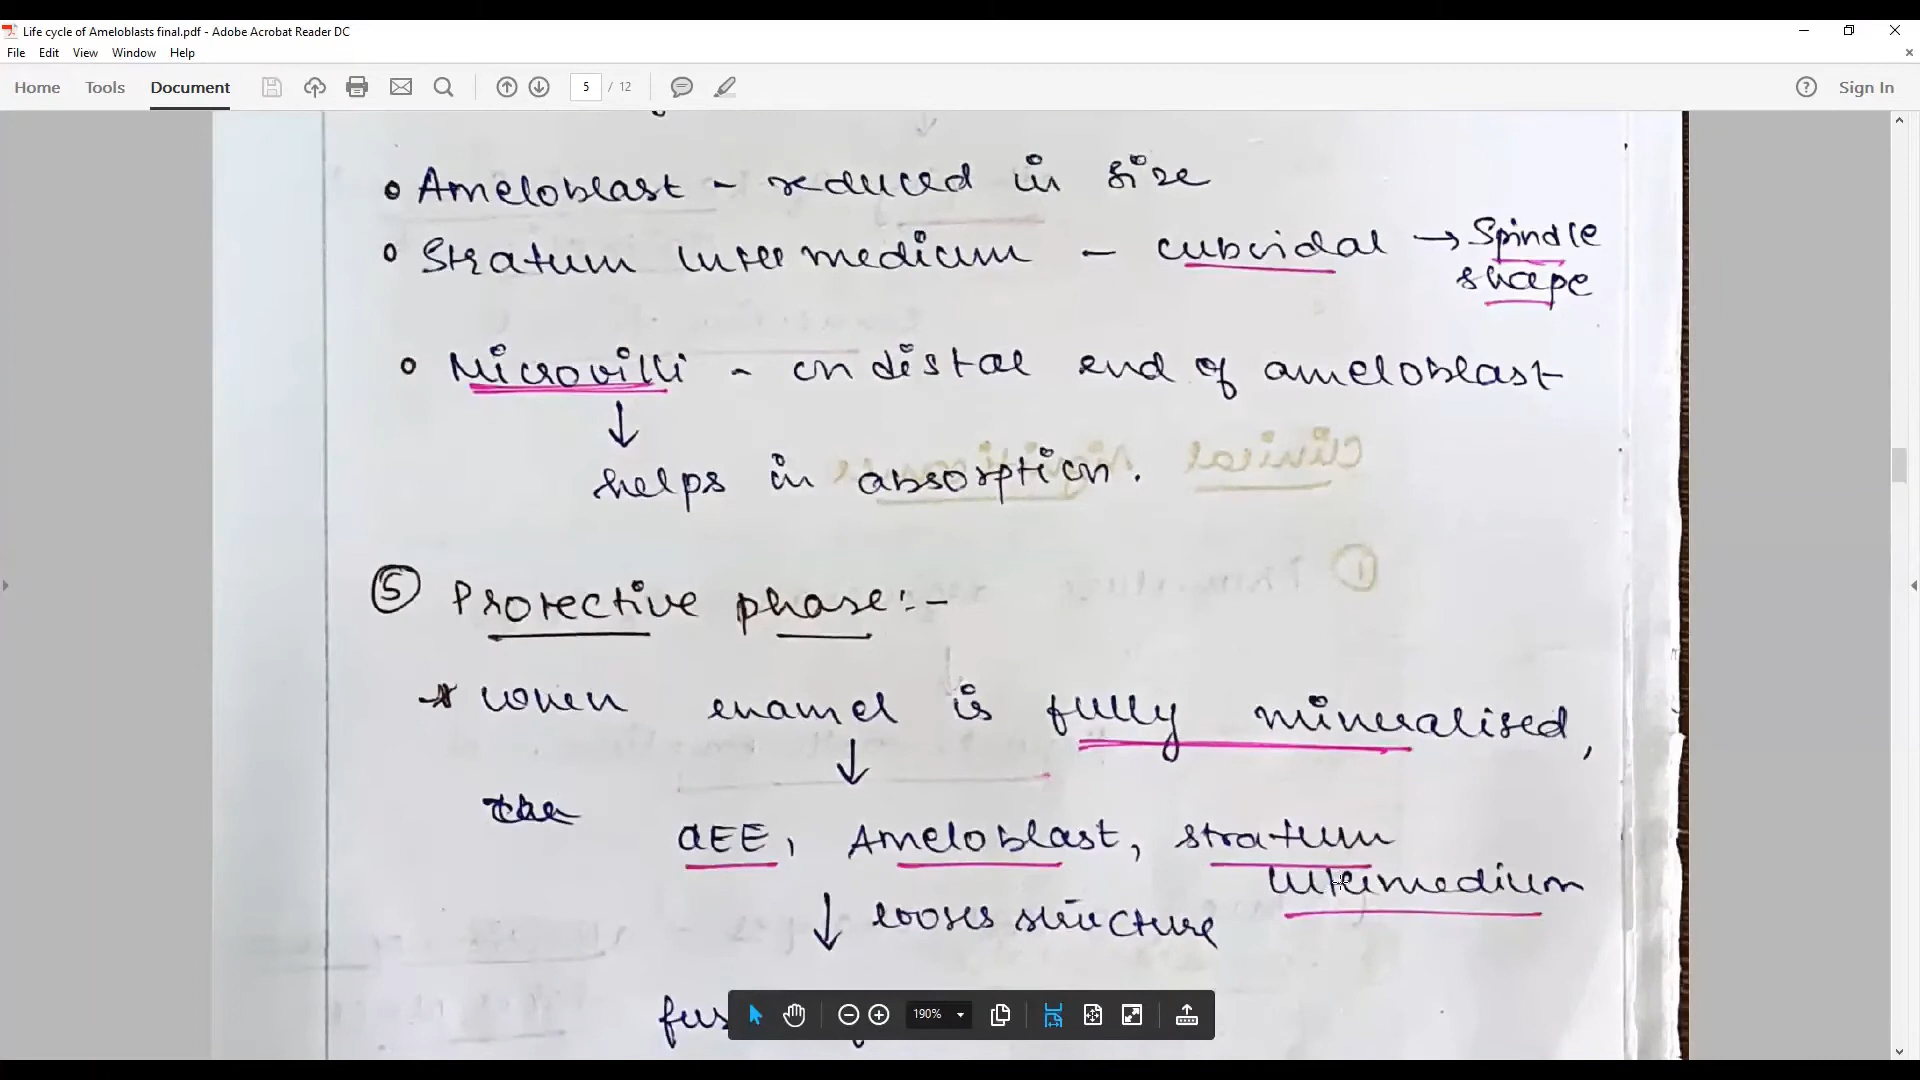 Life cycle of Ameloblasts final.pdf - Adobe Acrobat Reader DC
File Edit View Window Help
Home Tools Document 5 / 12 Sign In
Ameloblast - reduced in size
Stratum Intermedium - cuboidal → Spindle
shape
Microvilli - on distal end of ameloblast
↓
helps in absorption.
⑤ Protective phase :-
* when enamel is fully mineralised,
↓
the
OEE, Ameloblast, stratum
Intermedium
↓ looses structure
190%